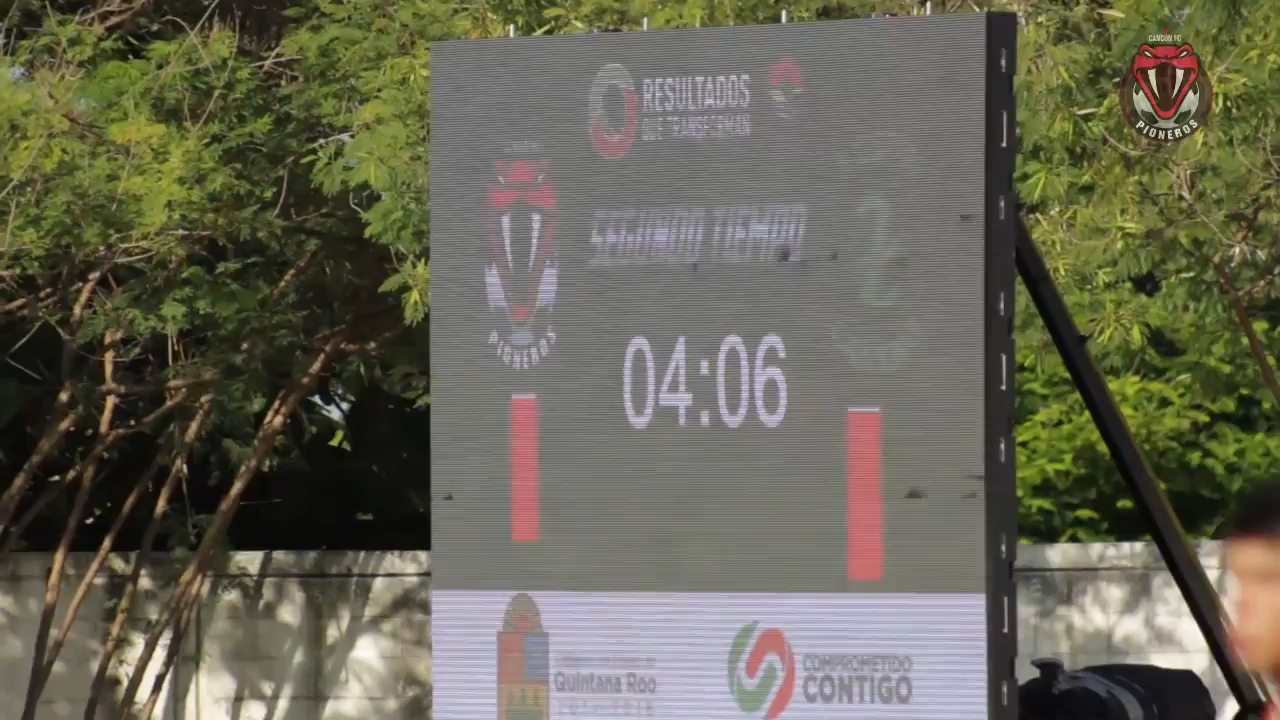 CANCÚN FC
PIONEROS
RESULTADOS
QUE TRANSFORMAN
SEGUNDO TIEMPO
PIONEROS
04:06
Quintana Roo
COMPROMETIDO
CONTIGO